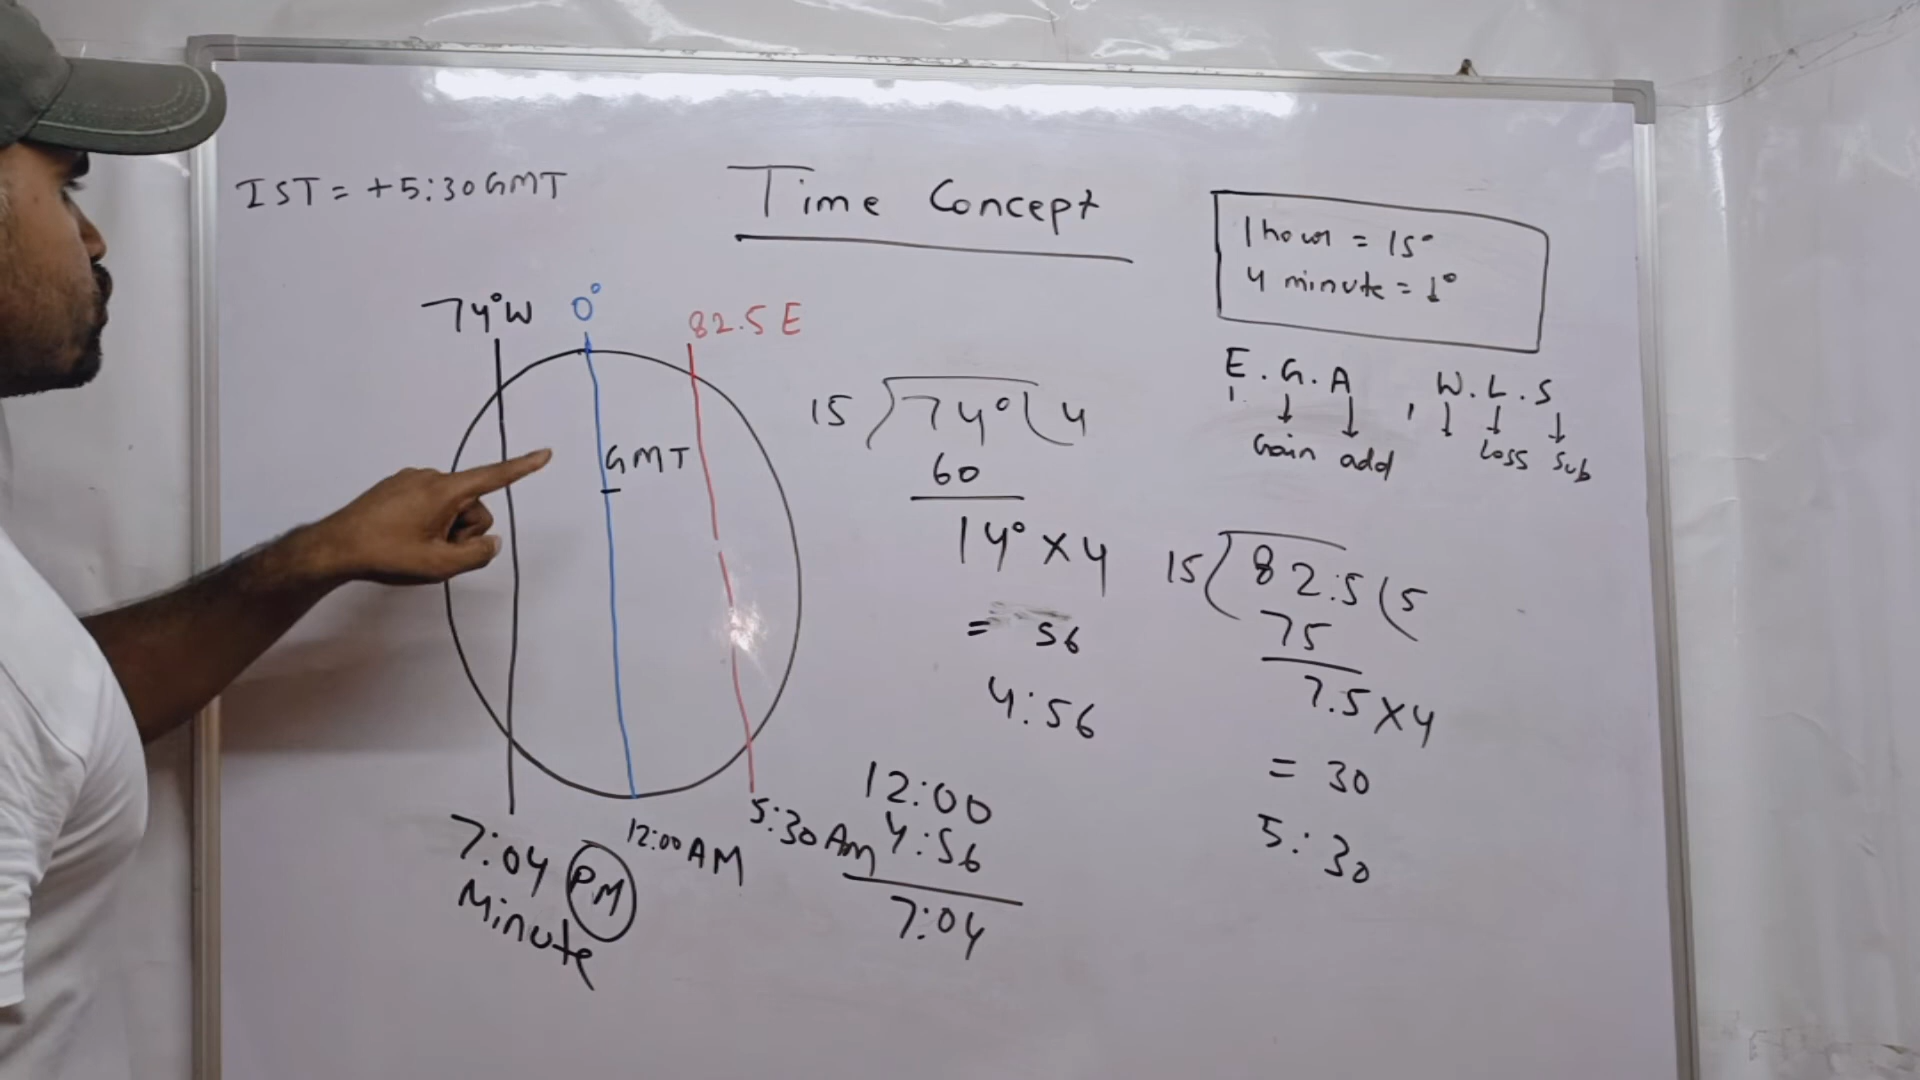 IST = +5:30 GMT
Time Concept
1 hour = 15°
4 minute = 1°
74°W 0° 82.5 E
GMT
E. G. A, W. L. S
Gain add Loss Sub
15 74° 4
60
14° x 4
= 56
4:56
15 82.5 5
75
7.5 x 4
= 30
5:30
12:00
4:56
7:04
7:04 PM
Minute
12:00 AM
5:30 Am